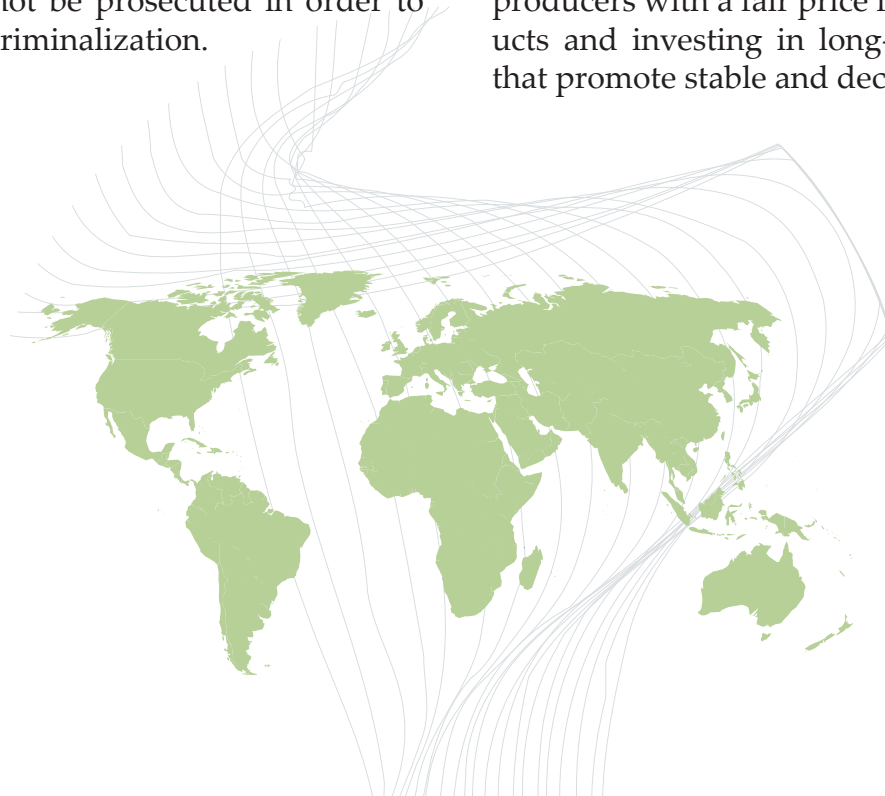 not be prosecuted in order to
riminalization.
producers with a fair price
ucts and investing in long-
that promote stable and dec